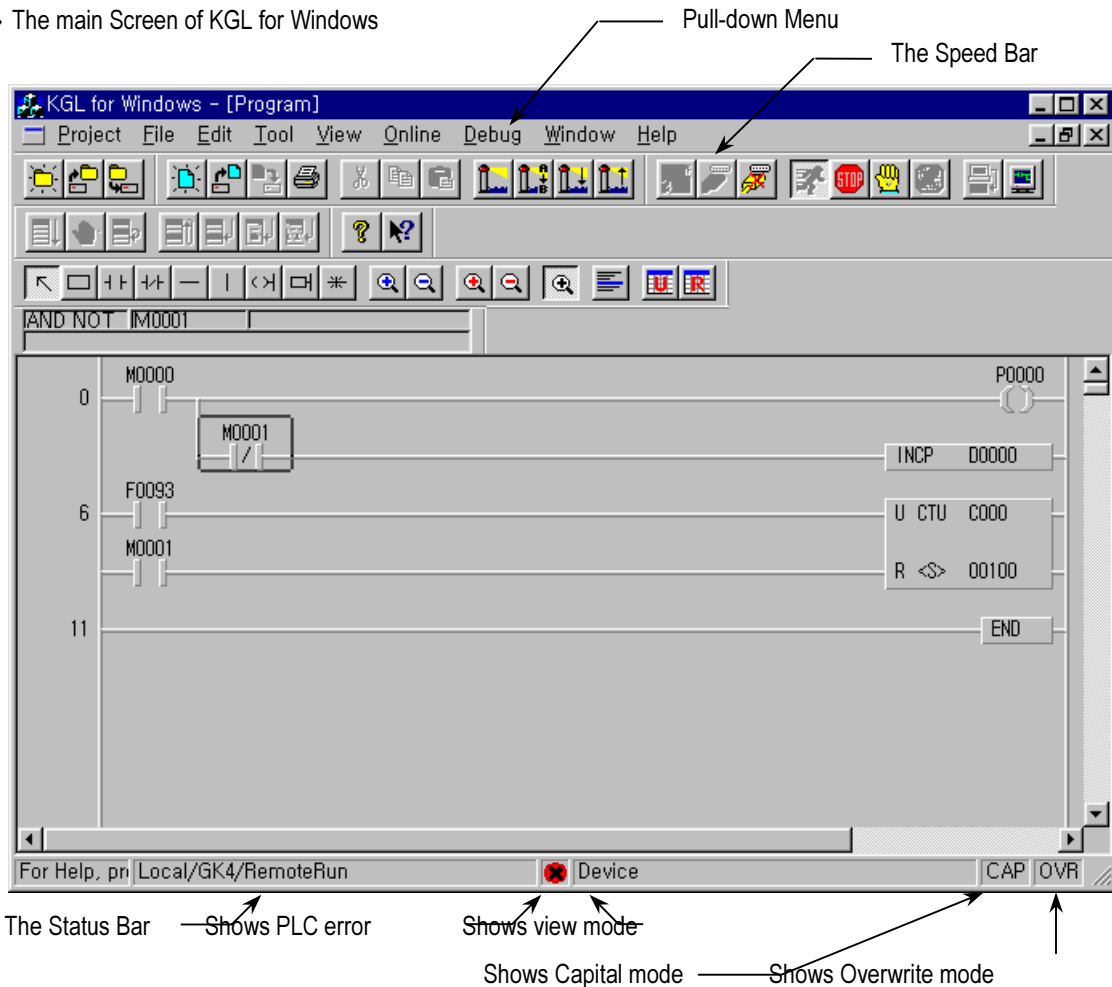 The main Screen of KGL for Windows
Pull-down Menu
The Speed Bar
KGL for Windows - [Program]
Project File Edit Tool View Online Debug Window Help
STOP
U R
AND NOT M0001
M0000 P0000
0
M0001
INCP D0000
F0093
6 U CTU C000
M0001
R <S> 00100
11 END
For Help, pr Local/GK4/RemoteRun Device CAP OVR
The Status Bar Shows PLC error Shows view mode
Shows Capital mode Shows Overwrite mode